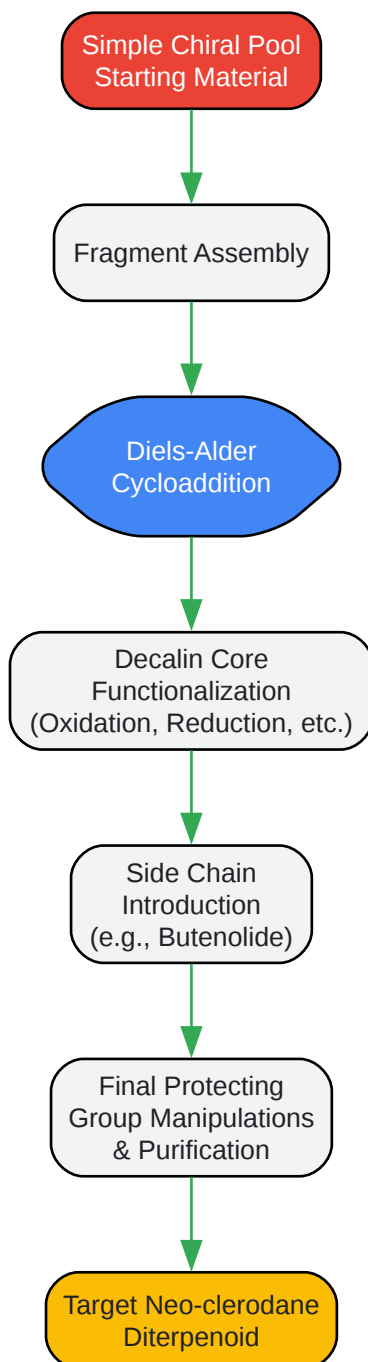 Simple Chiral Pool
Starting Material
Fragment Assembly
Diels-Alder
Cycloaddition
Decalin Core
Functionalization
(Oxidation, Reduction, etc.)
Side Chain
Introduction
(e.g., Butenolide)
Final Protecting
Group Manipulations
& Purification
Target Neo-clerodane
Diterpenoid